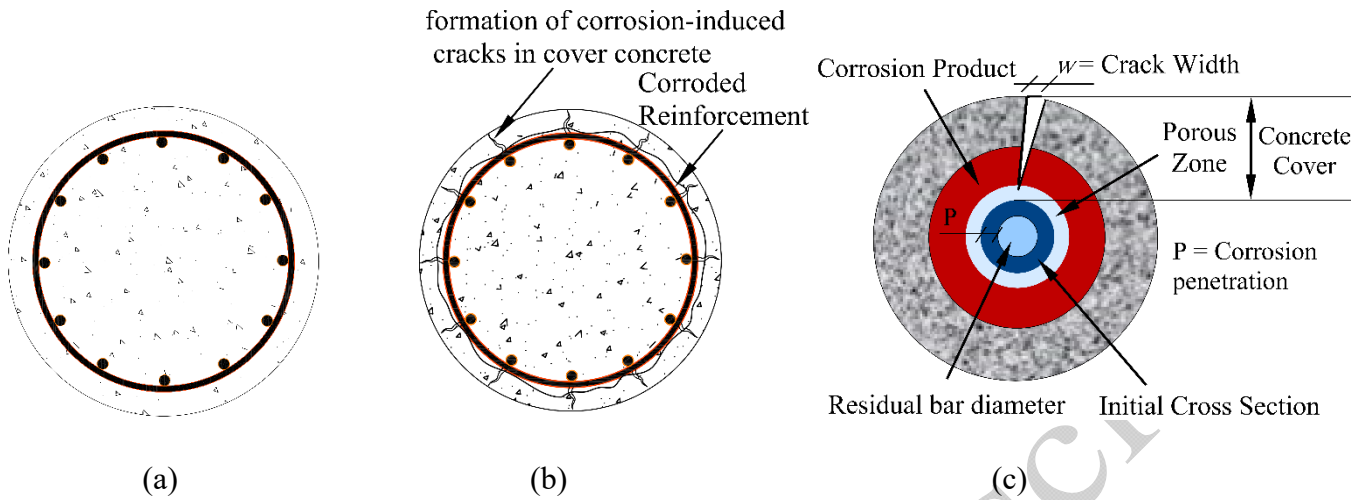 formation of corrosion-induced
cracks in cover concrete
Corroded
Reinforcement
Corrosion Product
w= Crack Width
Porous
Zone
Concrete
Cover
P
P = Corrosion
penetration
Residual bar diameter
Initial Cross Section
(a)
(b)
(c)